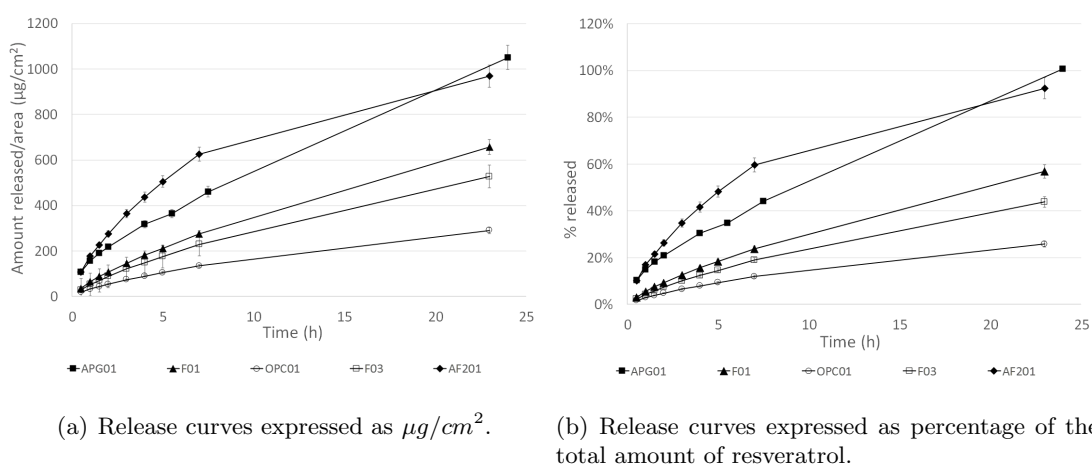 1200
1000
800
600
400
200
0
Amount released/area (µg/cm²)
0 5 10 15 20 25
Time (h)
APG01 F01 OPC01 F03 AF201
120%
100%
80%
60%
40%
20%
0%
% released
0 5 10 15 20 25
Time (h)
APG01 F01 OPC01 F03 AF201
(a) Release curves expressed as µg/cm².
(b) Release curves expressed as percentage of the
total amount of resveratrol.